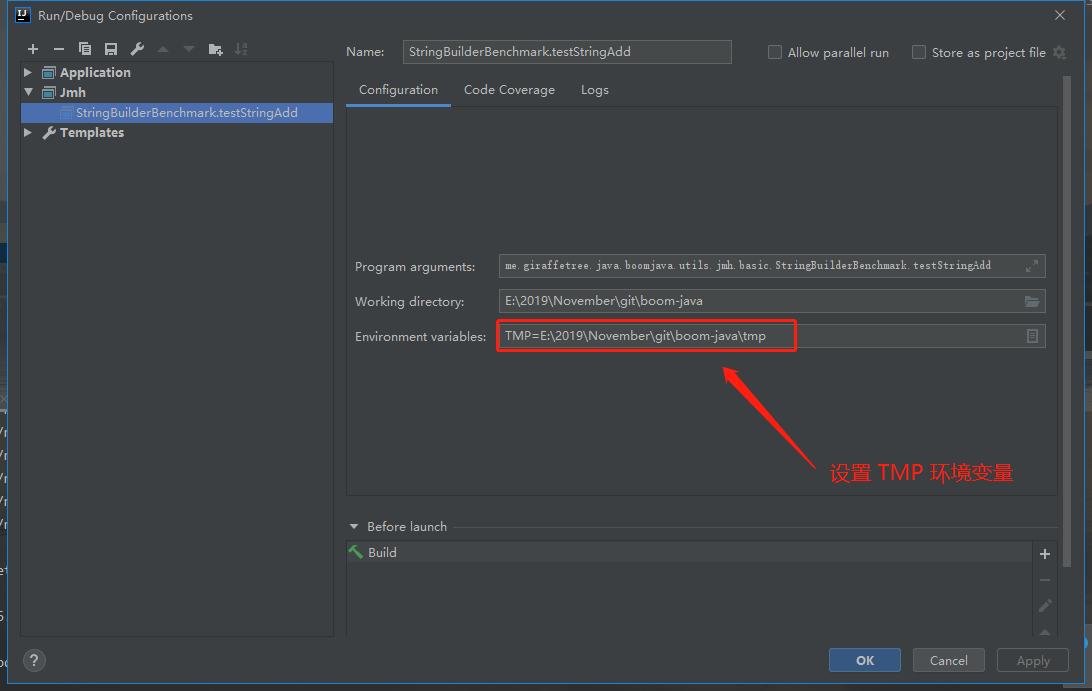 Run/Debug Configurations
Name: StringBuilderBenchmark.testStringAdd Allow parallel run Store as project file
Application
Jmh
StringBuilderBenchmark.testStringAdd
Templates
Configuration Code Coverage Logs
Program arguments: me.giraffetree.java.boomjava.utils.jmh.basic.StringBuilderBenchmark.testStringAdd
Working directory: E:\2019\November\git\boom-java
Environment variables: TMP=E:\2019\November\git\boom-java\tmp
设置 TMP 环境变量
Before launch
Build
? OK Cancel Apply